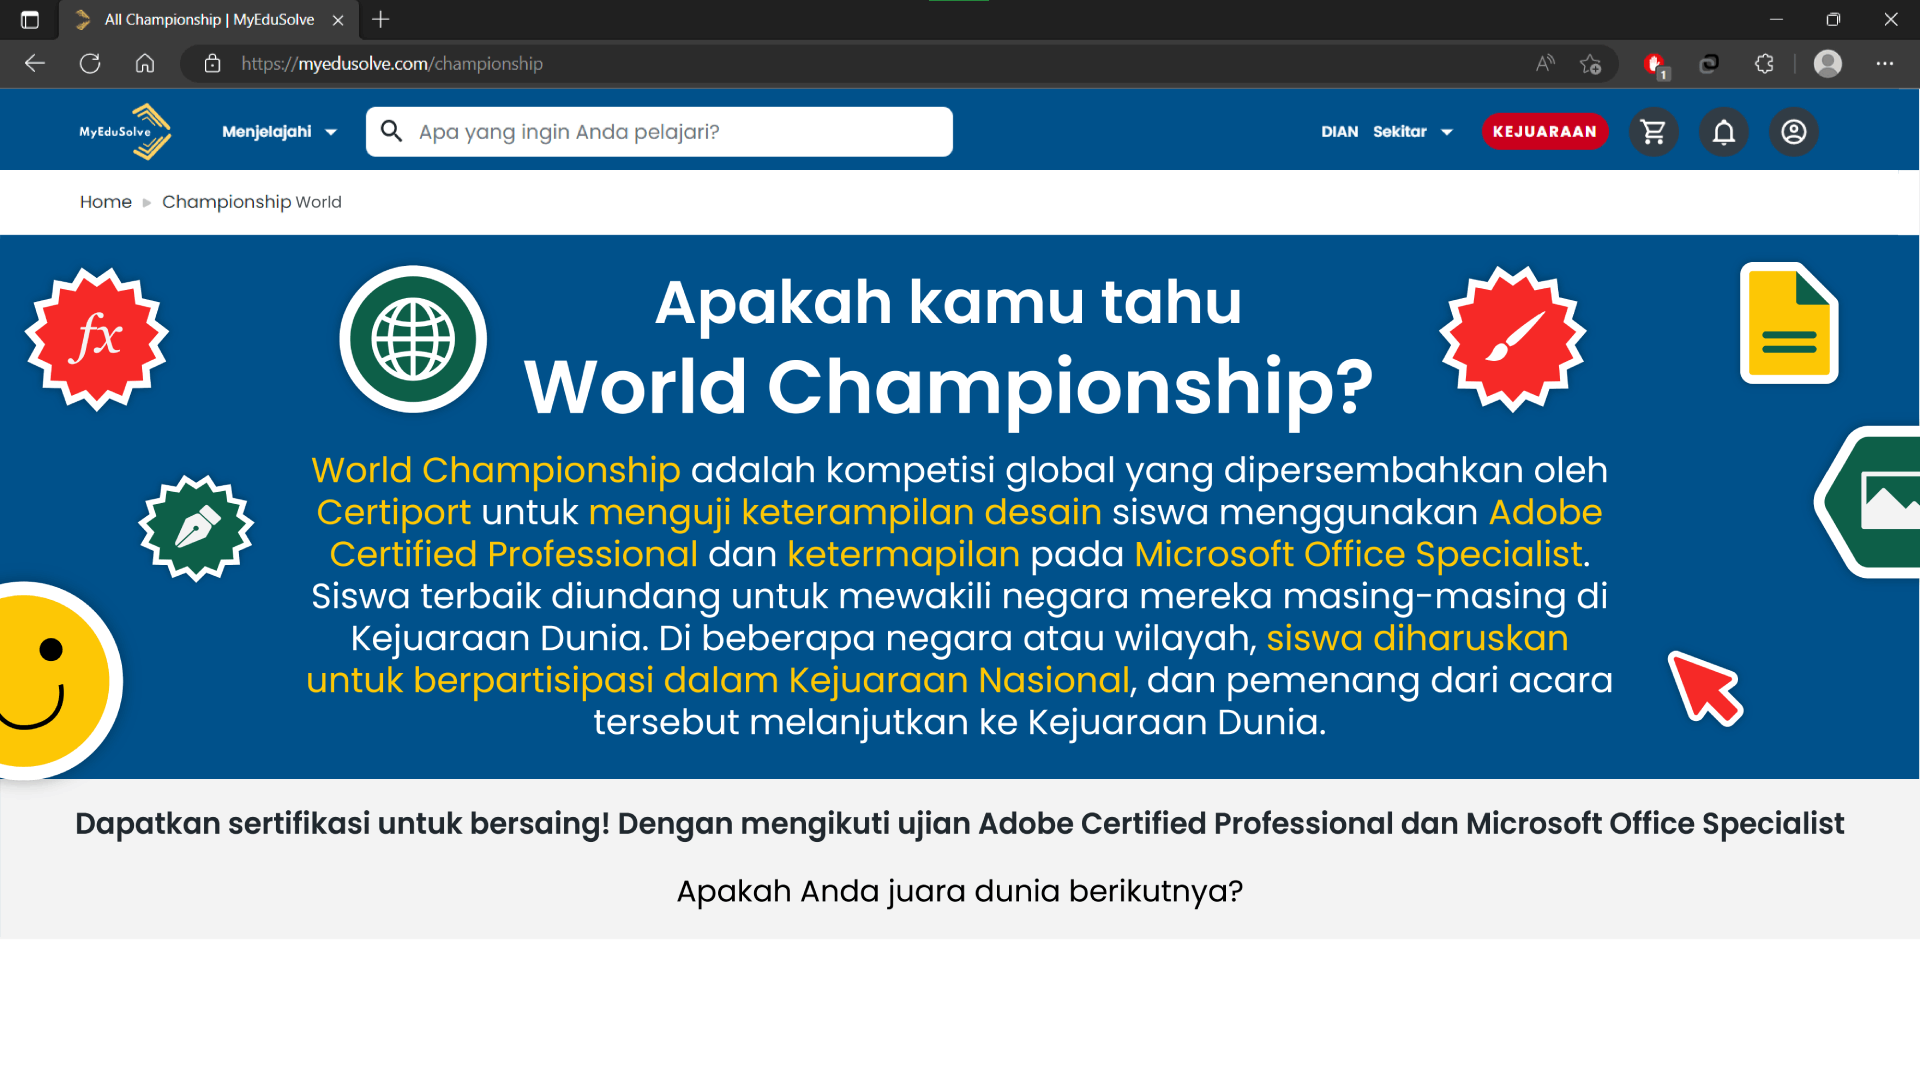 All Championship | MyEduSolve
https://myedusolve.com/championship
1
MyEduSolve
Menjelajahi
Apa yang ingin Anda pelajari?
DIAN
Sekitar
KEJUARAAN
Home ▸ Championship World
fx
Apakah kamu tahu
World Championship?
World Championship adalah kompetisi global yang dipersembahkan oleh
Certiport untuk menguji keterampilan desain siswa menggunakan Adobe
Certified Professional dan ketermapilan pada Microsoft Office Specialist.
Siswa terbaik diundang untuk mewakili negara mereka masing-masing di
Kejuaraan Dunia. Di beberapa negara atau wilayah, siswa diharuskan
untuk berpartisipasi dalam Kejuaraan Nasional, dan pemenang dari acara
tersebut melanjutkan ke Kejuaraan Dunia.
Dapatkan sertifikasi untuk bersaing! Dengan mengikuti ujian Adobe Certified Professional dan Microsoft Office Specialist
Apakah Anda juara dunia berikutnya?